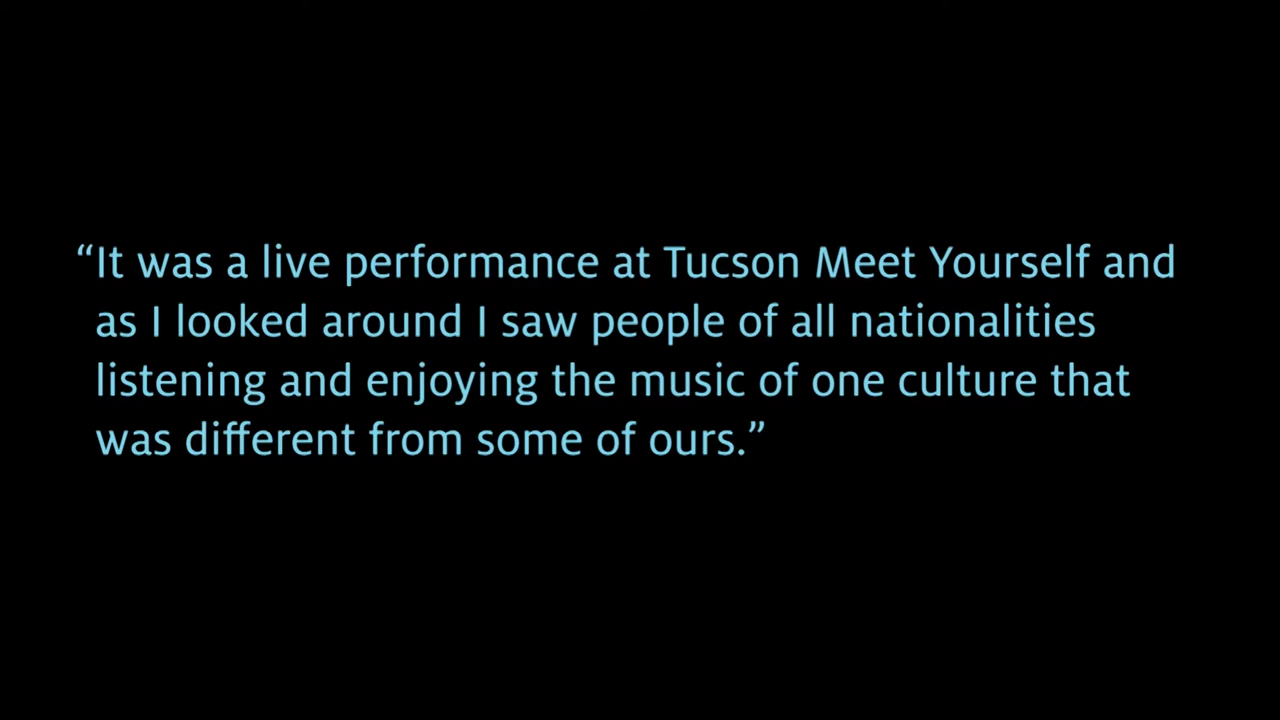 “It was a live performance at Tucson Meet Yourself and
as I looked around I saw people of all nationalities
listening and enjoying the music of one culture that
was different from some of ours.”